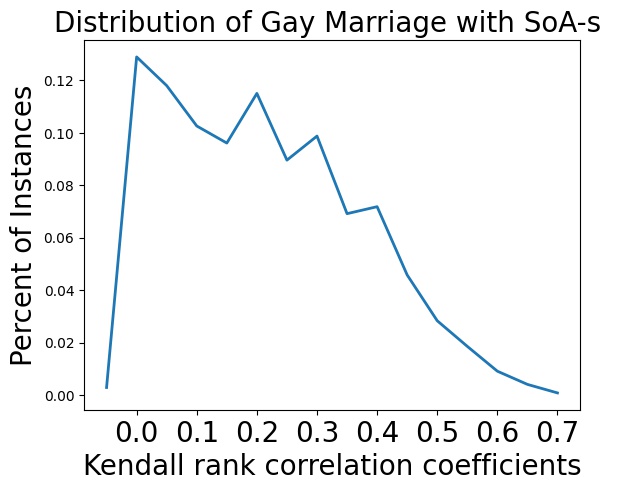 Distribution of Gay Marriage with SoA-s
Percent of Instances
0.12
0.10
0.08
0.06
0.04
0.02
0.00
0.0 0.1 0.2 0.3 0.4 0.5 0.6 0.7
Kendall rank correlation coefficients